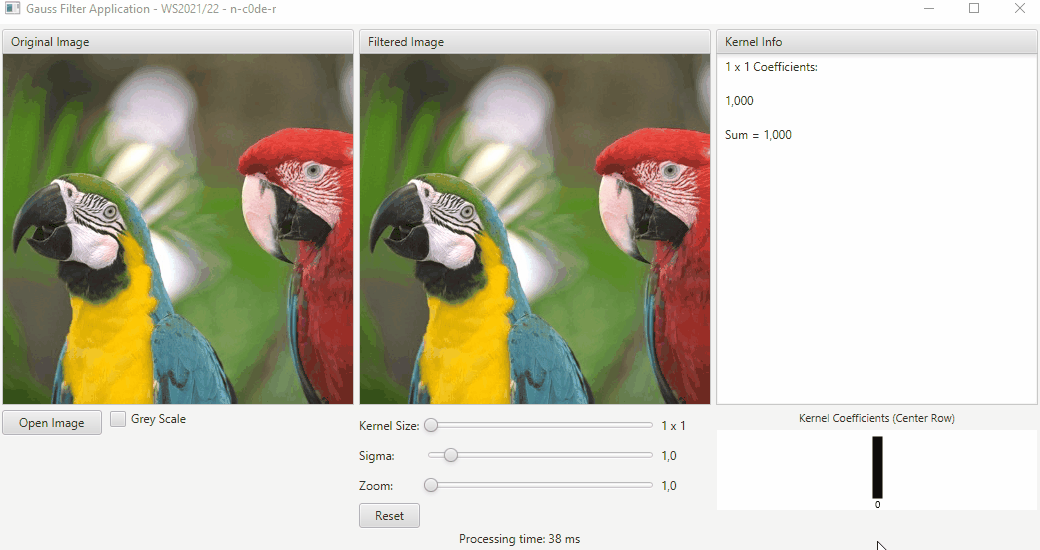 Gauss Filter Application - WS2021/22 - n-c0de-r
Original Image
Filtered Image
Kernel Info
1 x 1 Coefficients:
1,000
Sum = 1,000
Open Image
Grey Scale
Kernel Size:
1 x 1
Sigma:
1,0
Zoom:
1,0
Reset
Processing time: 38 ms
Kernel Coefficients (Center Row)
0